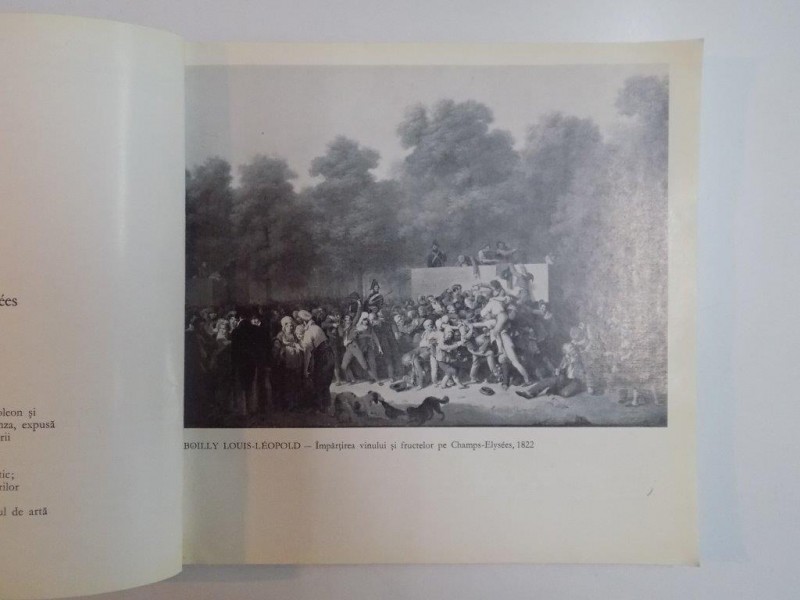 ées
oleon și
nza, expusă
rii
tic;
rilor
ul de artă
BOILLY LOUIS-LÉOPOLD — Împărțirea vinului și fructelor pe Champs-Elysées, 1822